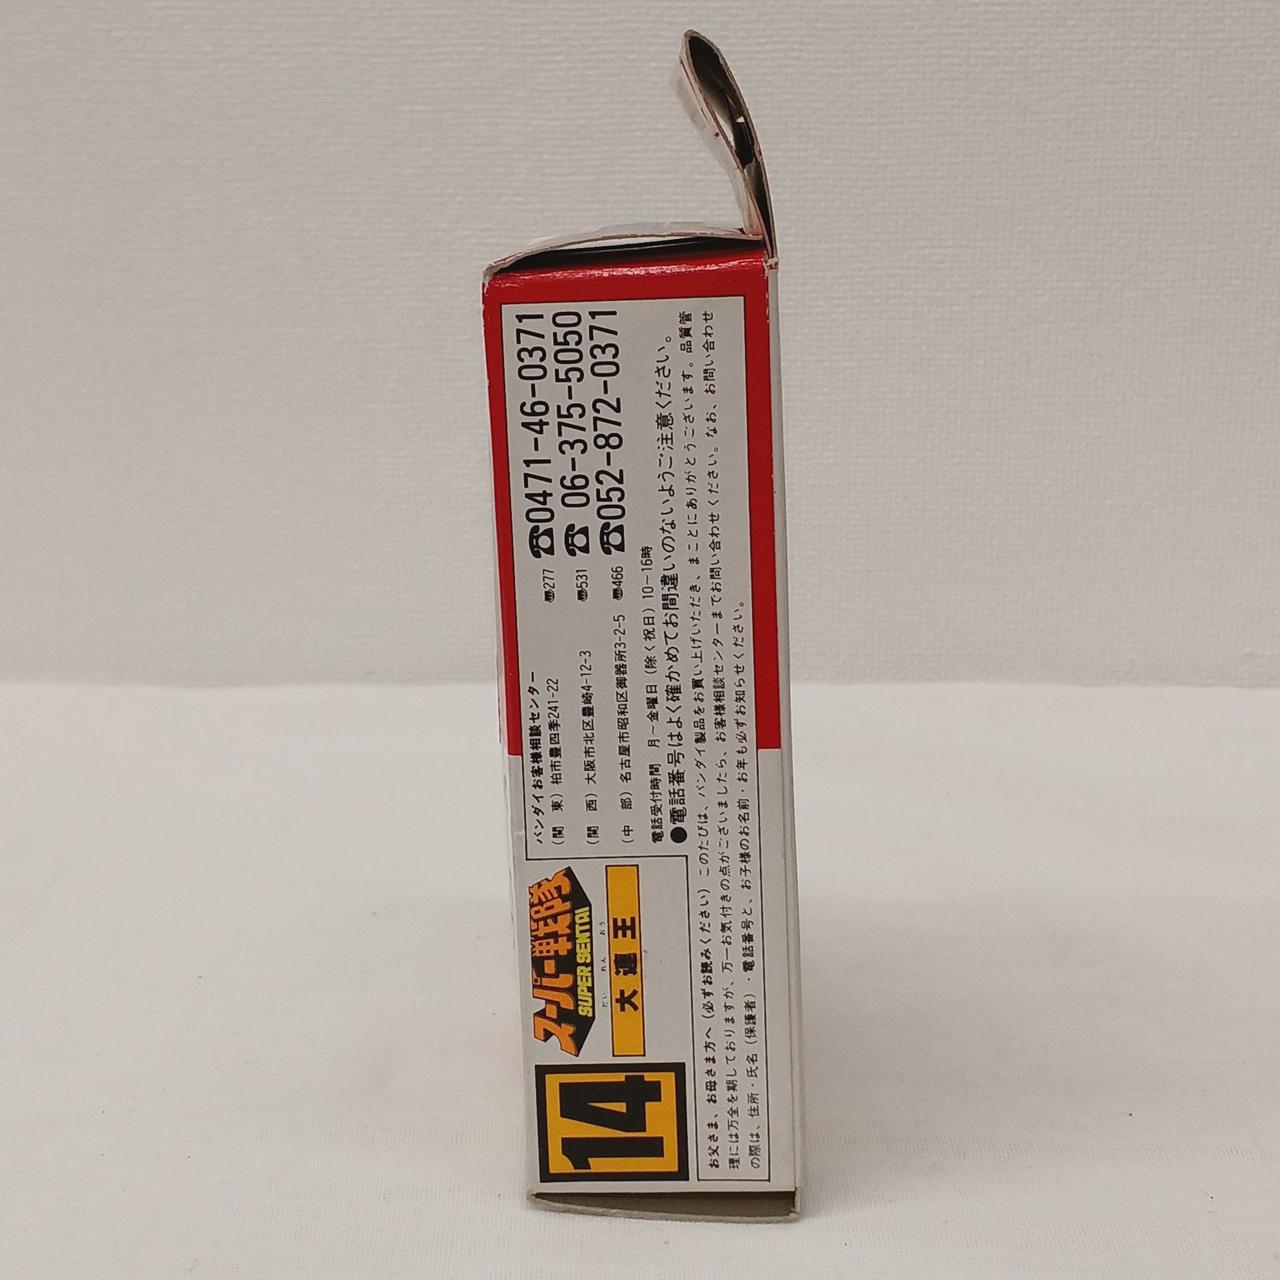 14
スーパー戦隊
SUPER SENTAI
だい れん おう
大連王
バンダイお客様相談センター
(関 東) 柏市豊四季241-22 〠277 ☎0471-46-0371
(関 西) 大阪市北区豊崎4-12-3 〠531 ☎06-375-5050
(中 部) 名古屋市昭和区御器所3-2-5 〠466 ☎052-872-0371
電話受付時間 月~金曜日(除く祝日)10~16時
●電話番号はよく確かめてお間違いのないようご注意ください。
お父さま、お母さま方へ(必ずお読みください)このたびは、バンダイ製品をお買い上げいただき、まことにありがとうございます。品質管
理には万全を期しておりますが、万一お気付きの点がございましたら、お客様相談センターまでお問い合わせください。なお、お問い合わせ
の際は、住所・氏名(保護者)・電話番号と、お子様のお名前・お年も必ずお知らせください。